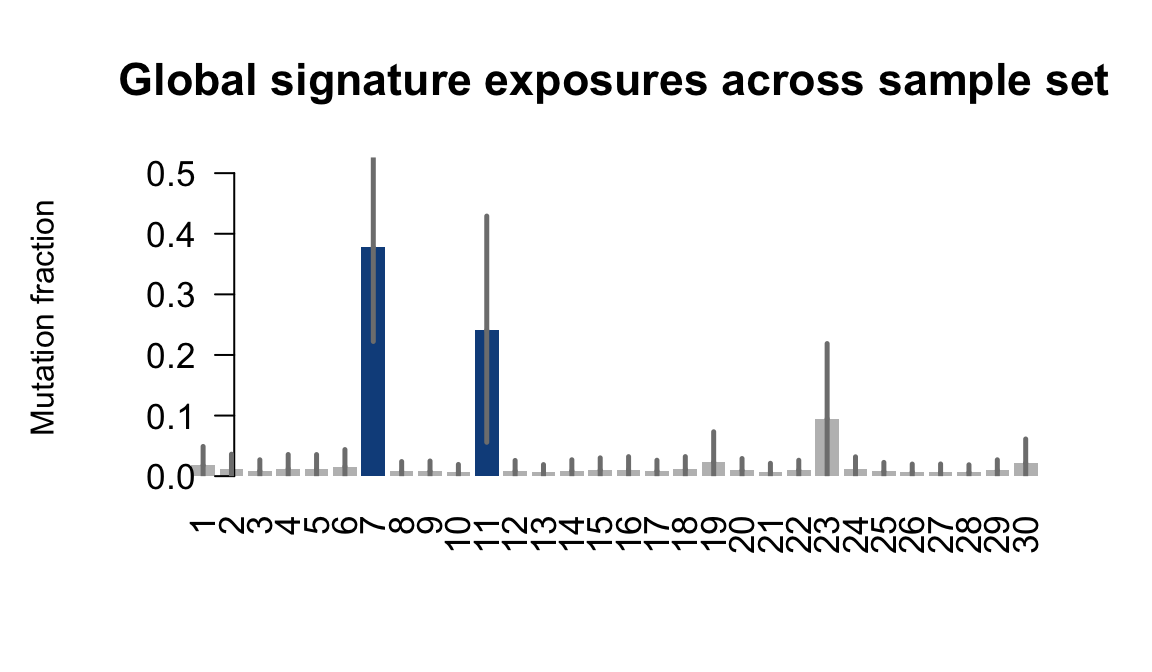 Global signature exposures across sample set
Mutation fraction
0.5
0.4
0.3
0.2
0.1
0.0
1 2 3 4 5 6 7 8 9 10 11 12 13 14 15 16 17 18 19 20 21 22 23 24 25 26 27 28 29 30